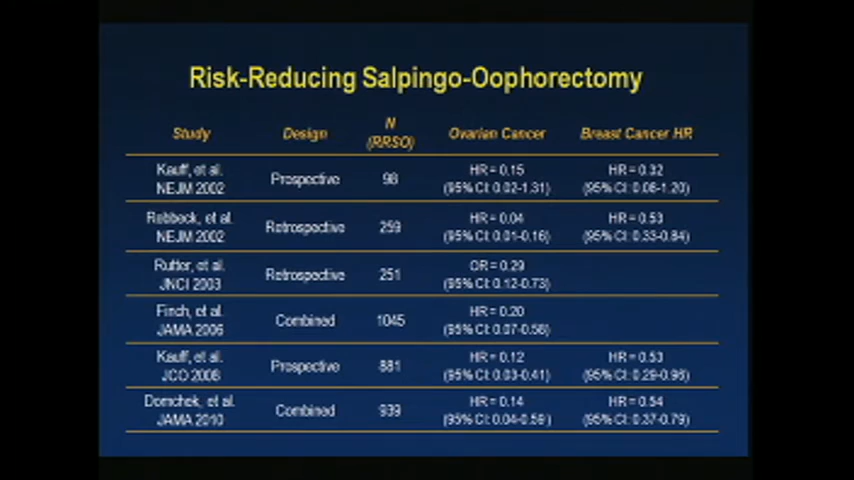 Risk-Reducing Salpingo-Oophorectomy
Study Design N (RRSO) Ovarian Cancer Breast Cancer HR
Kauff, et al. NEJM 2002 Prospective 98 HR = 0.15 (95% CI: 0.02-1.31) HR = 0.32 (95% CI: 0.08-1.20)
Rebbeck, et al. NEJM 2002 Retrospective 259 HR = 0.04 (95% CI: 0.01-0.16) HR = 0.53 (95% CI: 0.33-0.84)
Rutter, et al. JNCI 2003 Retrospective 251 OR = 0.29 (95% CI: 0.12-0.73)
Finch, et al. JAMA 2006 Combined 1045 HR = 0.20 (95% CI: 0.07-0.58)
Kauff, et al. JCO 2008 Prospective 881 HR = 0.12 (95% CI: 0.03-0.41) HR = 0.53 (95% CI: 0.29-0.96)
Domchek, et al. JAMA 2010 Combined 939 HR = 0.14 (95% CI: 0.04-0.59) HR = 0.54 (95% CI: 0.37-0.79)